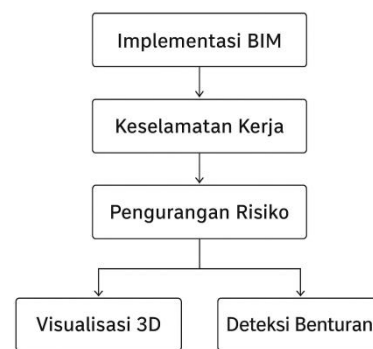 Implementasi BIM
Keselamatan Kerja
Pengurangan Risiko
Visualisasi 3D
Deteksi Benturan